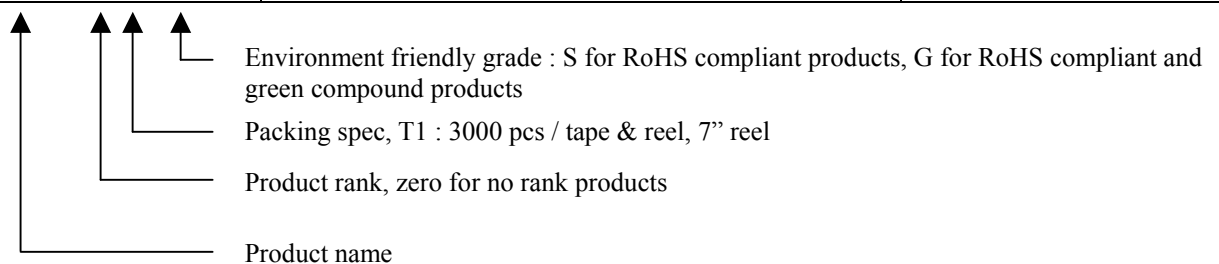 Environment friendly grade : S for RoHS compliant products, G for RoHS compliant and
green compound products
Packing spec, T1 : 3000 pcs / tape & reel, 7” reel
Product rank, zero for no rank products
Product name